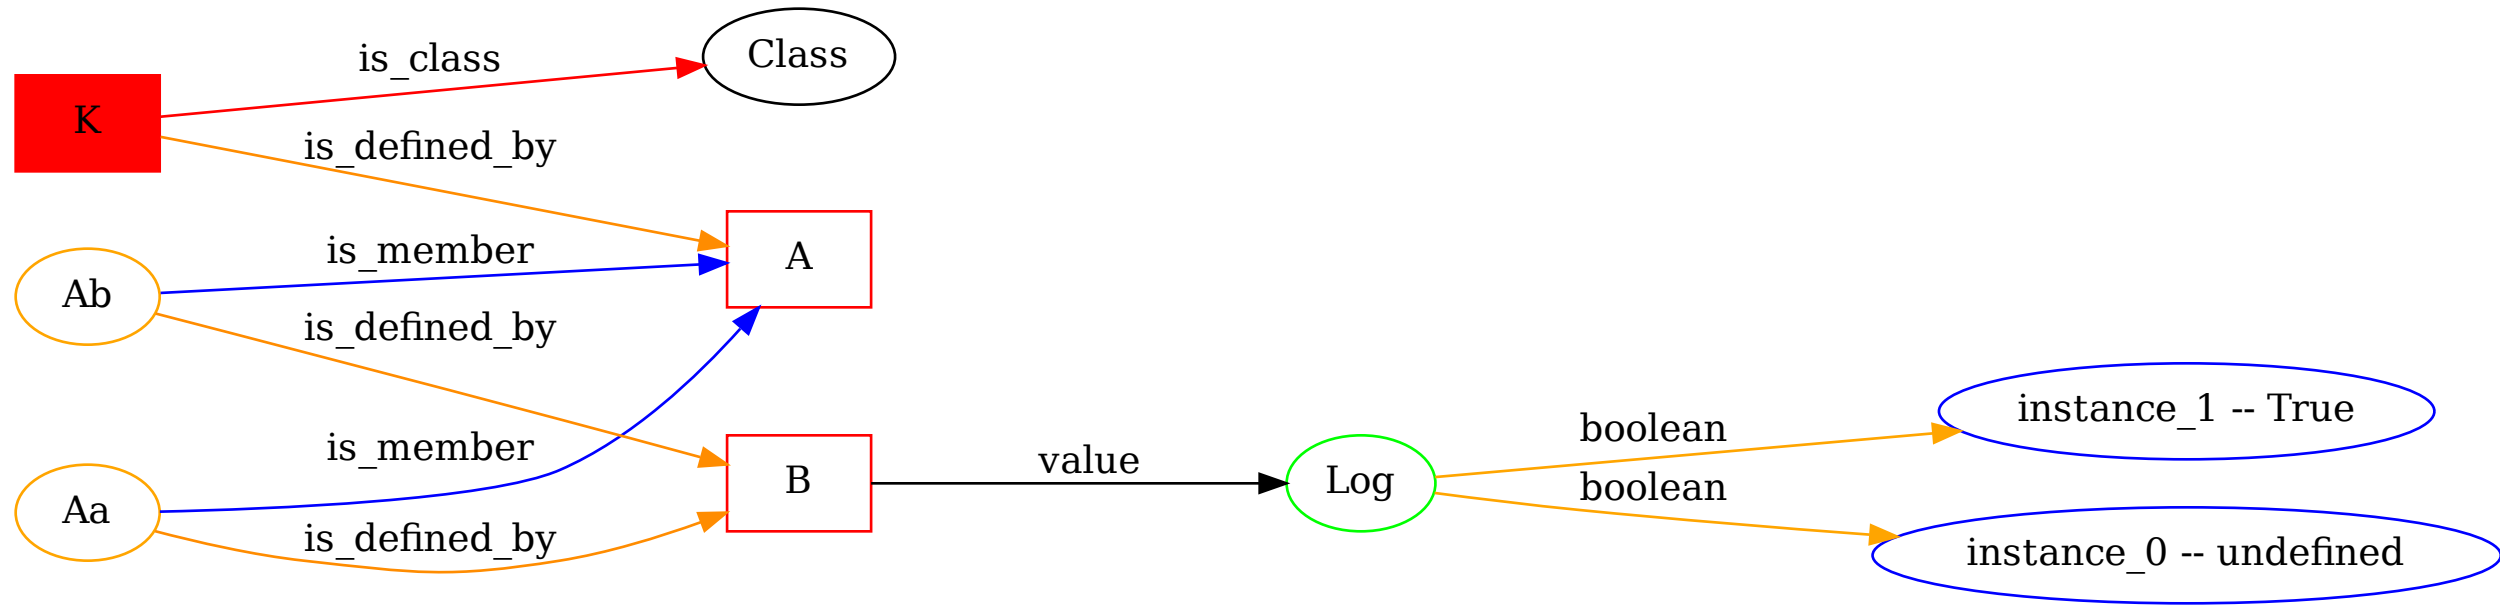 is_class
Class
K
is_defined_by
A
is_member
Ab
is_defined_by
instance_1 -- True
boolean
is_member
value
B
Log
boolean
Aa
is_defined_by
instance_0 -- undefined